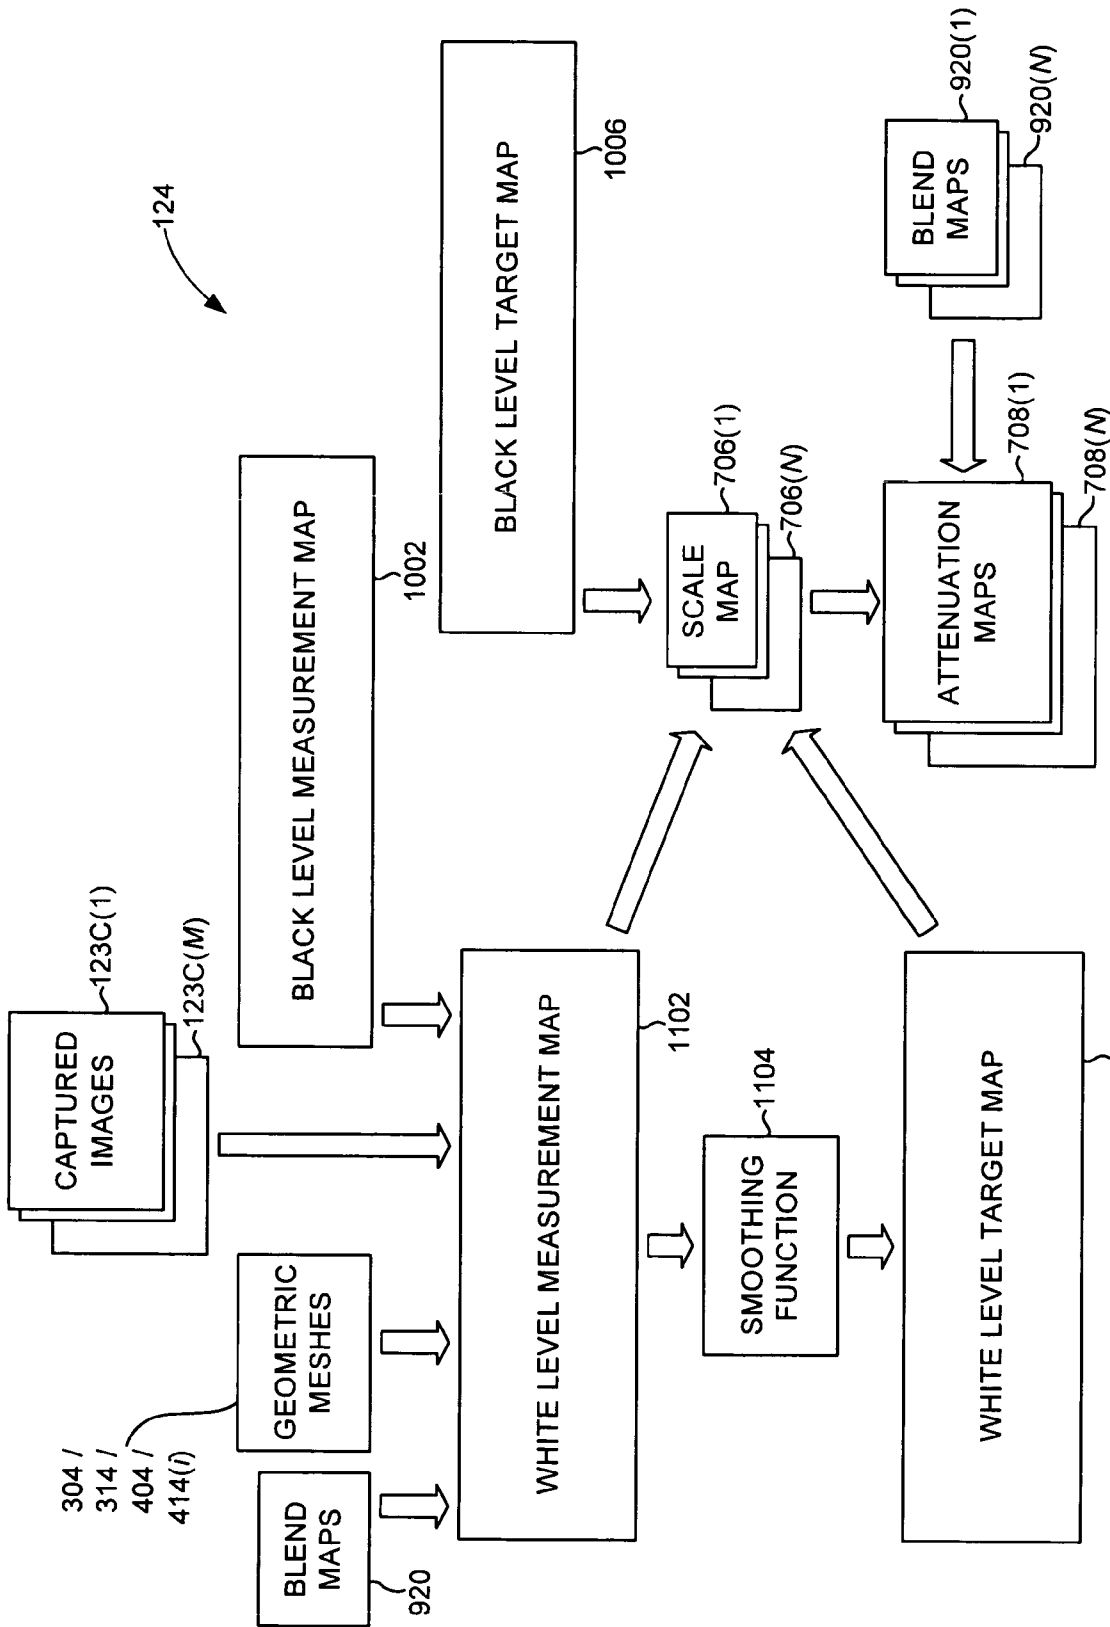 304 /
314 /
404 /
414(i)
BLEND
MAPS
920
GEOMETRIC
MESHES
CAPTURED
IMAGES
123C(1)
123C(M)
124
BLACK LEVEL MEASUREMENT MAP
1002
WHITE LEVEL MEASUREMENT MAP
1102
BLACK LEVEL TARGET MAP
1006
SMOOTHING
FUNCTION
1104
SCALE
MAP
706(1)
706(N)
WHITE LEVEL TARGET MAP
ATTENUATION
MAPS
708(1)
708(N)
BLEND
MAPS
920(1)
920(N)